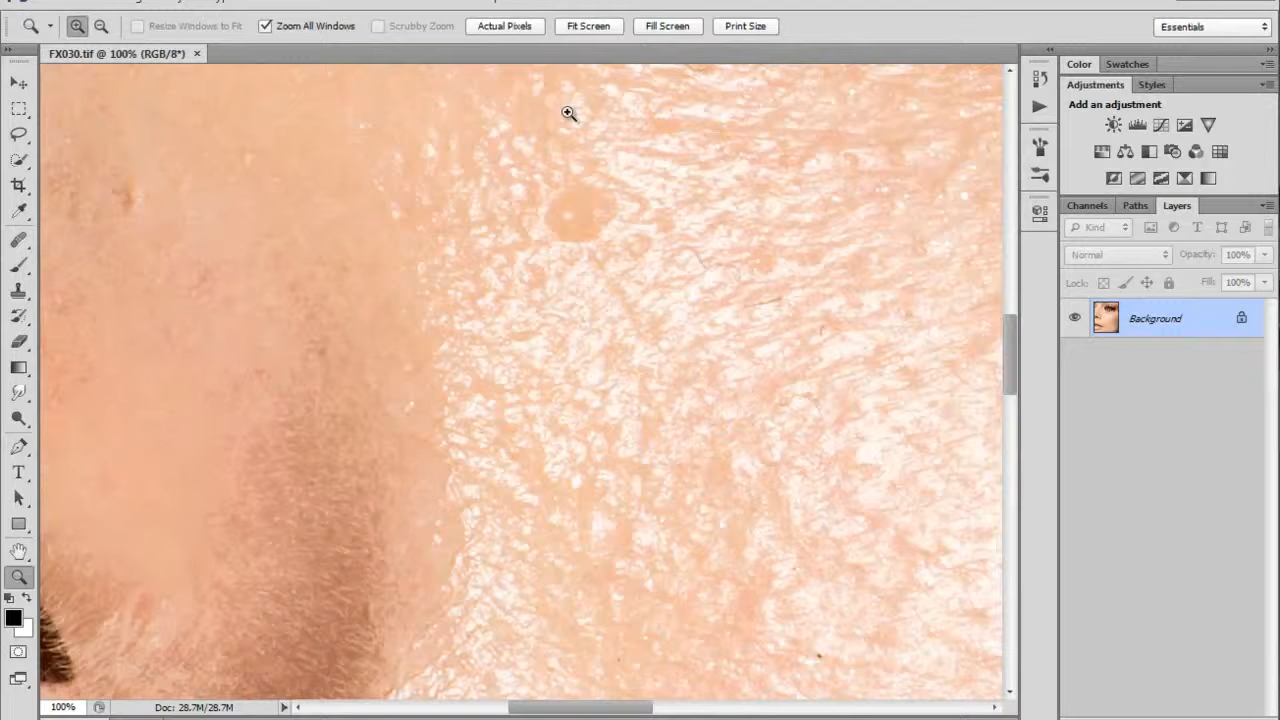 Resize Windows to Fit Zoom All Windows Scrubby Zoom Actual Pixels Fit Screen Fill Screen Print Size Essentials
FX030.tif @ 100% (RGB/8*) ×
Color Swatches
Adjustments Styles
Add an adjustment
Channels Paths Layers
Kind
Normal Opacity: 100%
Lock: Fill: 100%
Background
100% Doc: 28.7M/28.7M